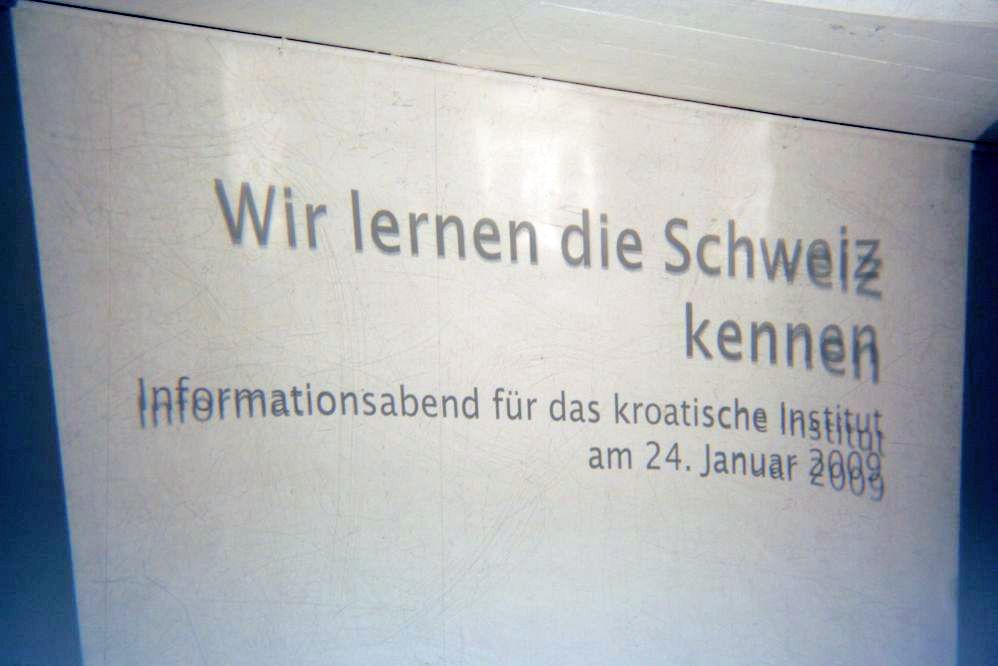 Wir lernen die Schweiz
kennen
Informationsabend für das kroatische Institut
am 24. Januar 2009